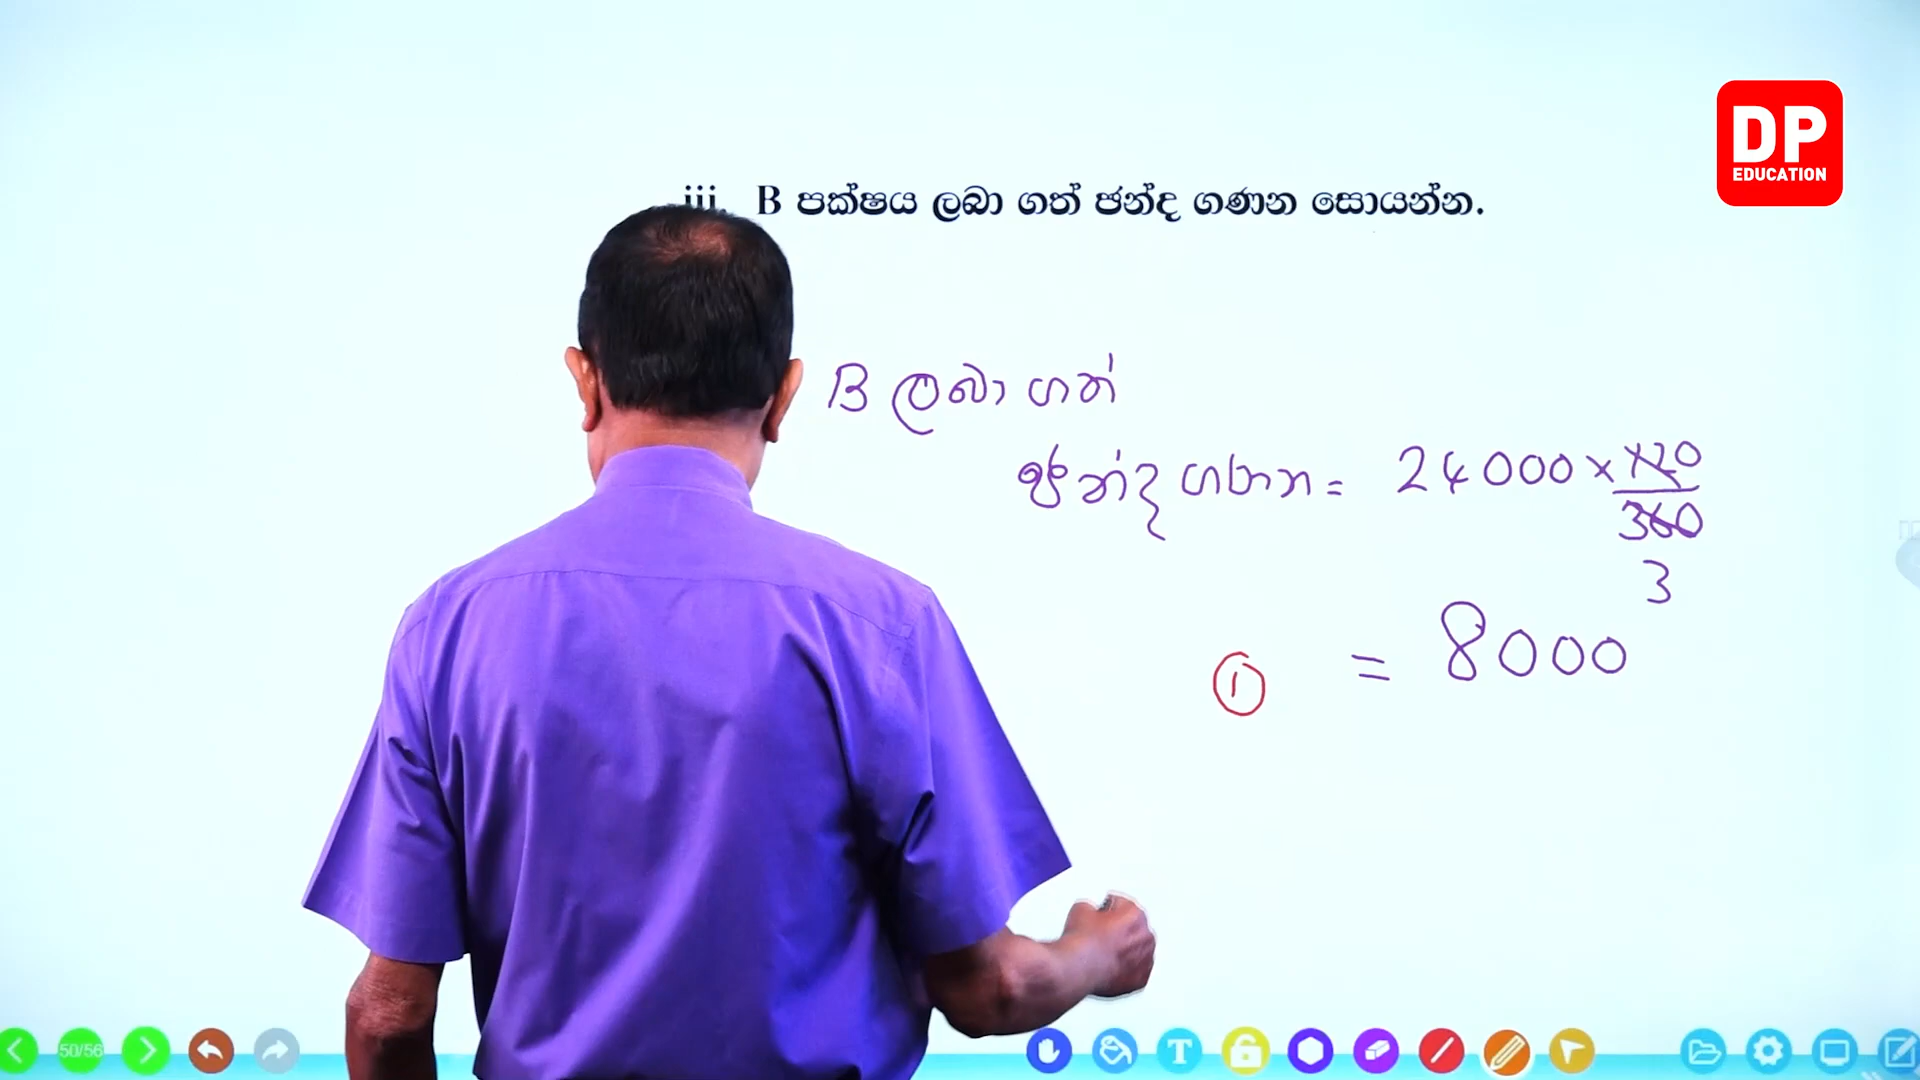 DP
EDUCATION
iii. B පක්ෂය ලබා ගත් ඡන්ද ගණන සොයන්න.
B ලබා ගත්
ඡන්ද ගණන = 24000 × 120/360
3
① = 8000
50/56
T